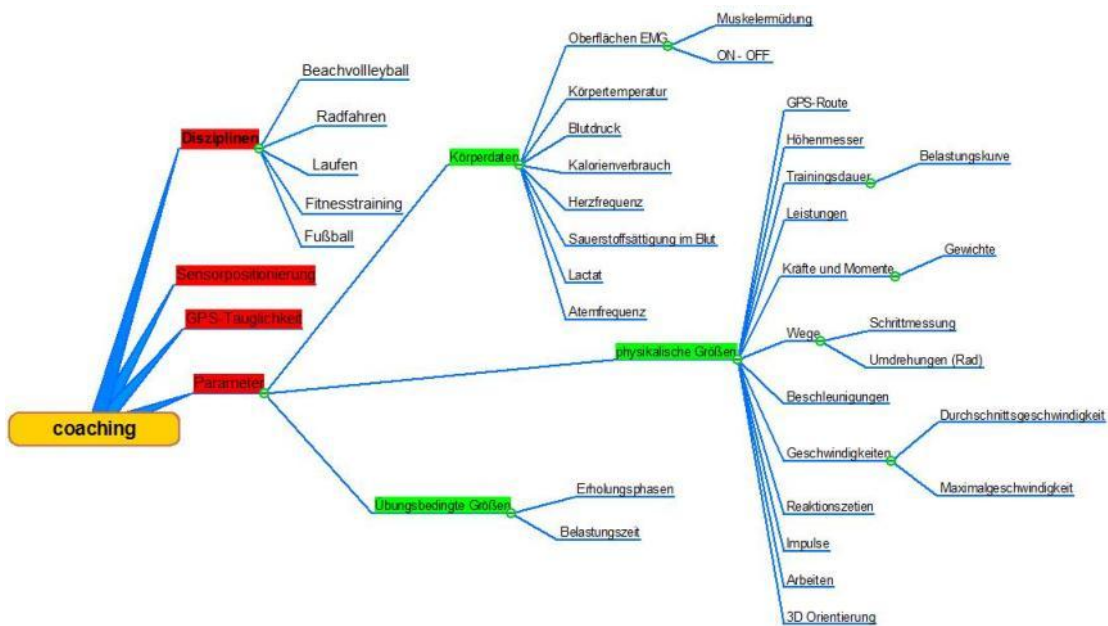 coaching
Disziplinen
Beachvollleyball
Radfahren
Laufen
Fitnesstraining
Fußball
Sensorpositionierung
GPS-Tauglichkeit
Parameter
Körperdaten
Oberflächen EMG
Muskelermüdung
ON - OFF
Körpertemperatur
Blutdruck
Kalorienverbrauch
Herzfrequenz
Sauerstoffsättigung im Blut
Lactat
Atemfrequenz
physikalische Größen
GPS-Route
Höhenmesser
Trainingsdauer
Belastungskurve
Leistungen
Kräfte und Momente
Gewichte
Wege
Schrittmessung
Umdrehungen (Rad)
Beschleunigungen
Geschwindigkeiten
Durchschnittsgeschwindigkeit
Maximalgeschwindigkeit
Reaktionszetien
Impulse
Arbeiten
3D Orientierung
Übungsbedingte Größen
Erholungsphasen
Belastungszeit